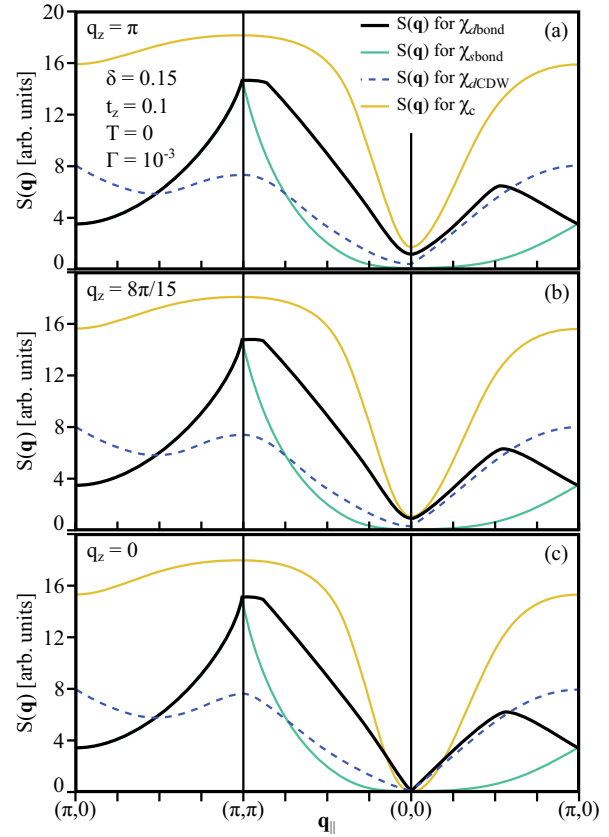 20
16
12
8
4
0
S(q) [arb. units]
q_z = π
δ = 0.15
t_z = 0.1
T = 0
Γ = 10^-3
(a)
S(q) for χ_dbond
S(q) for χ_sbond
S(q) for χ_dCDW
S(q) for χ_c
16
12
8
4
0
S(q) [arb. units]
q_z = 8π/15
(b)
16
12
8
4
0
S(q) [arb. units]
q_z = 0
(c)
(π,0) (π,π) (0,0) (π,0)
q_||